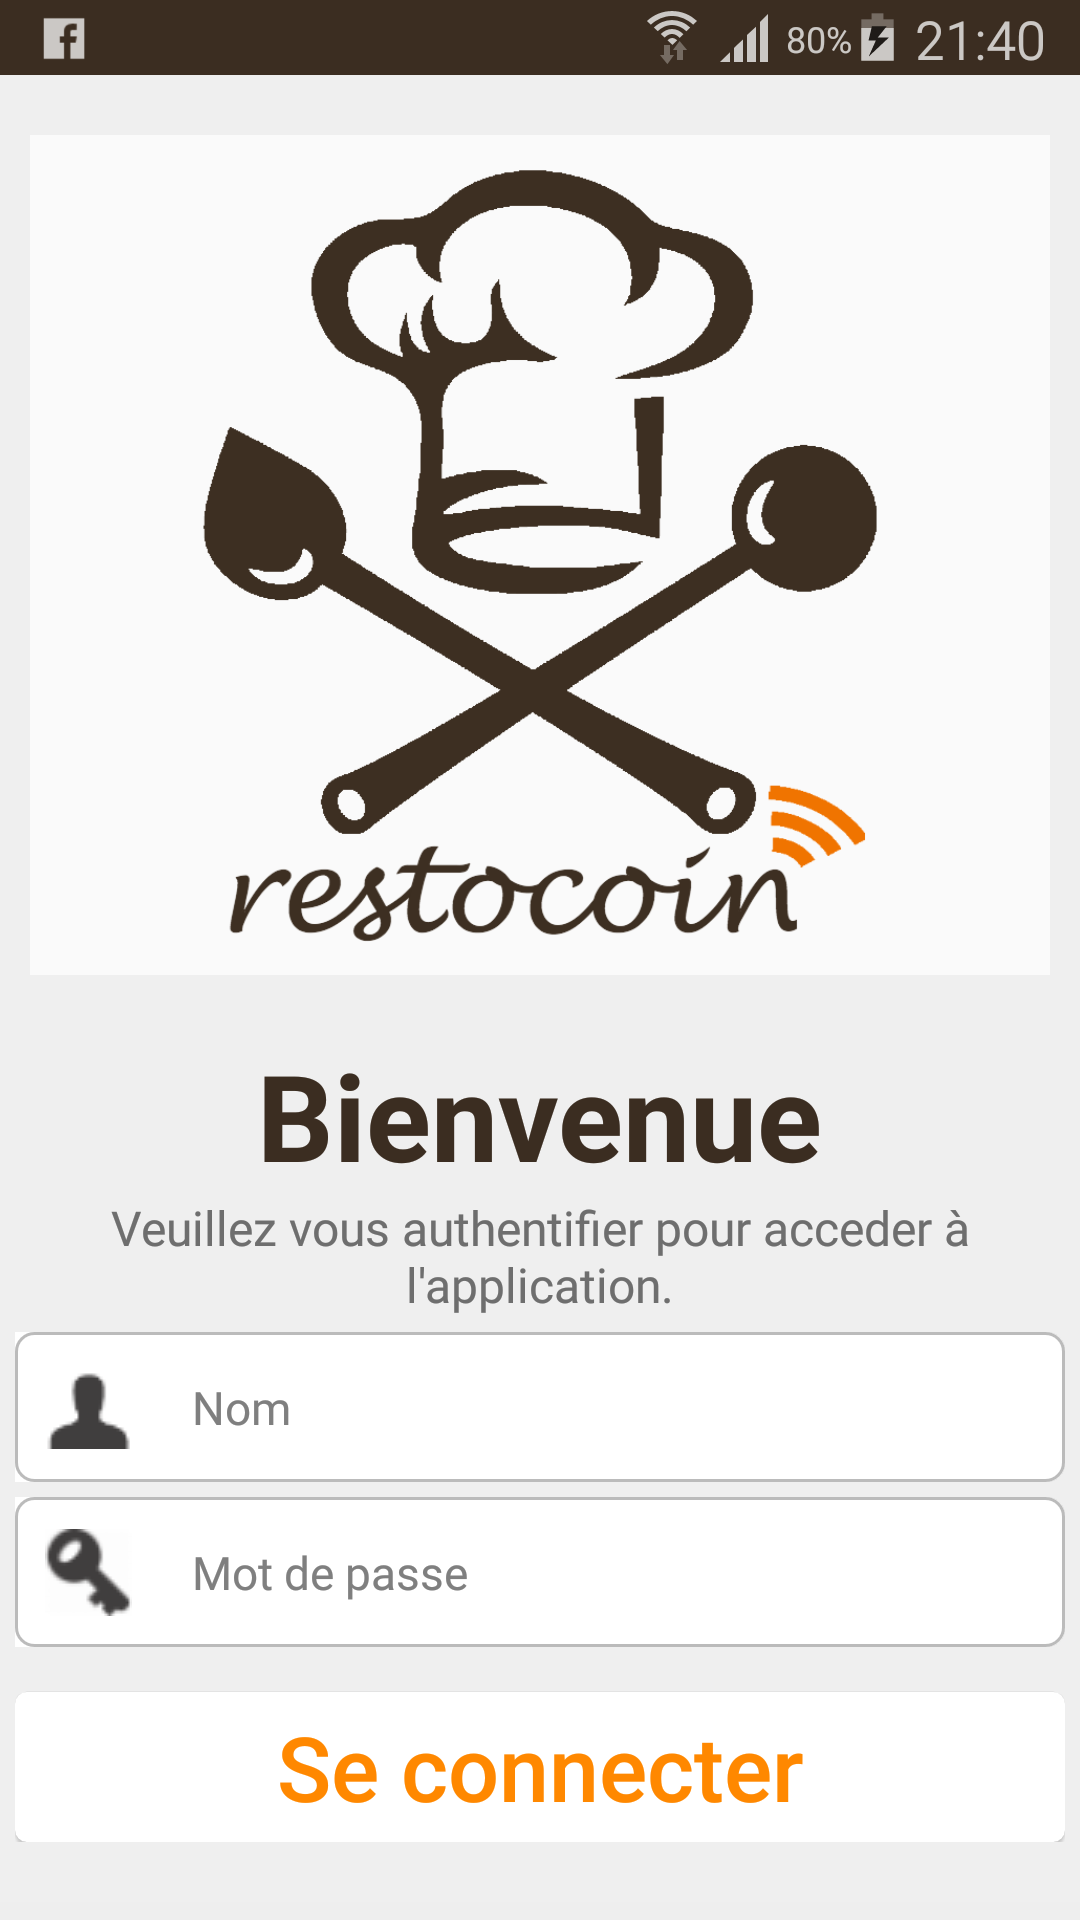 80% 21:40
restocoin
Bienvenue
Veuillez vous authentifier pour acceder à
l'application.
Nom
Mot de passe
Se connecter